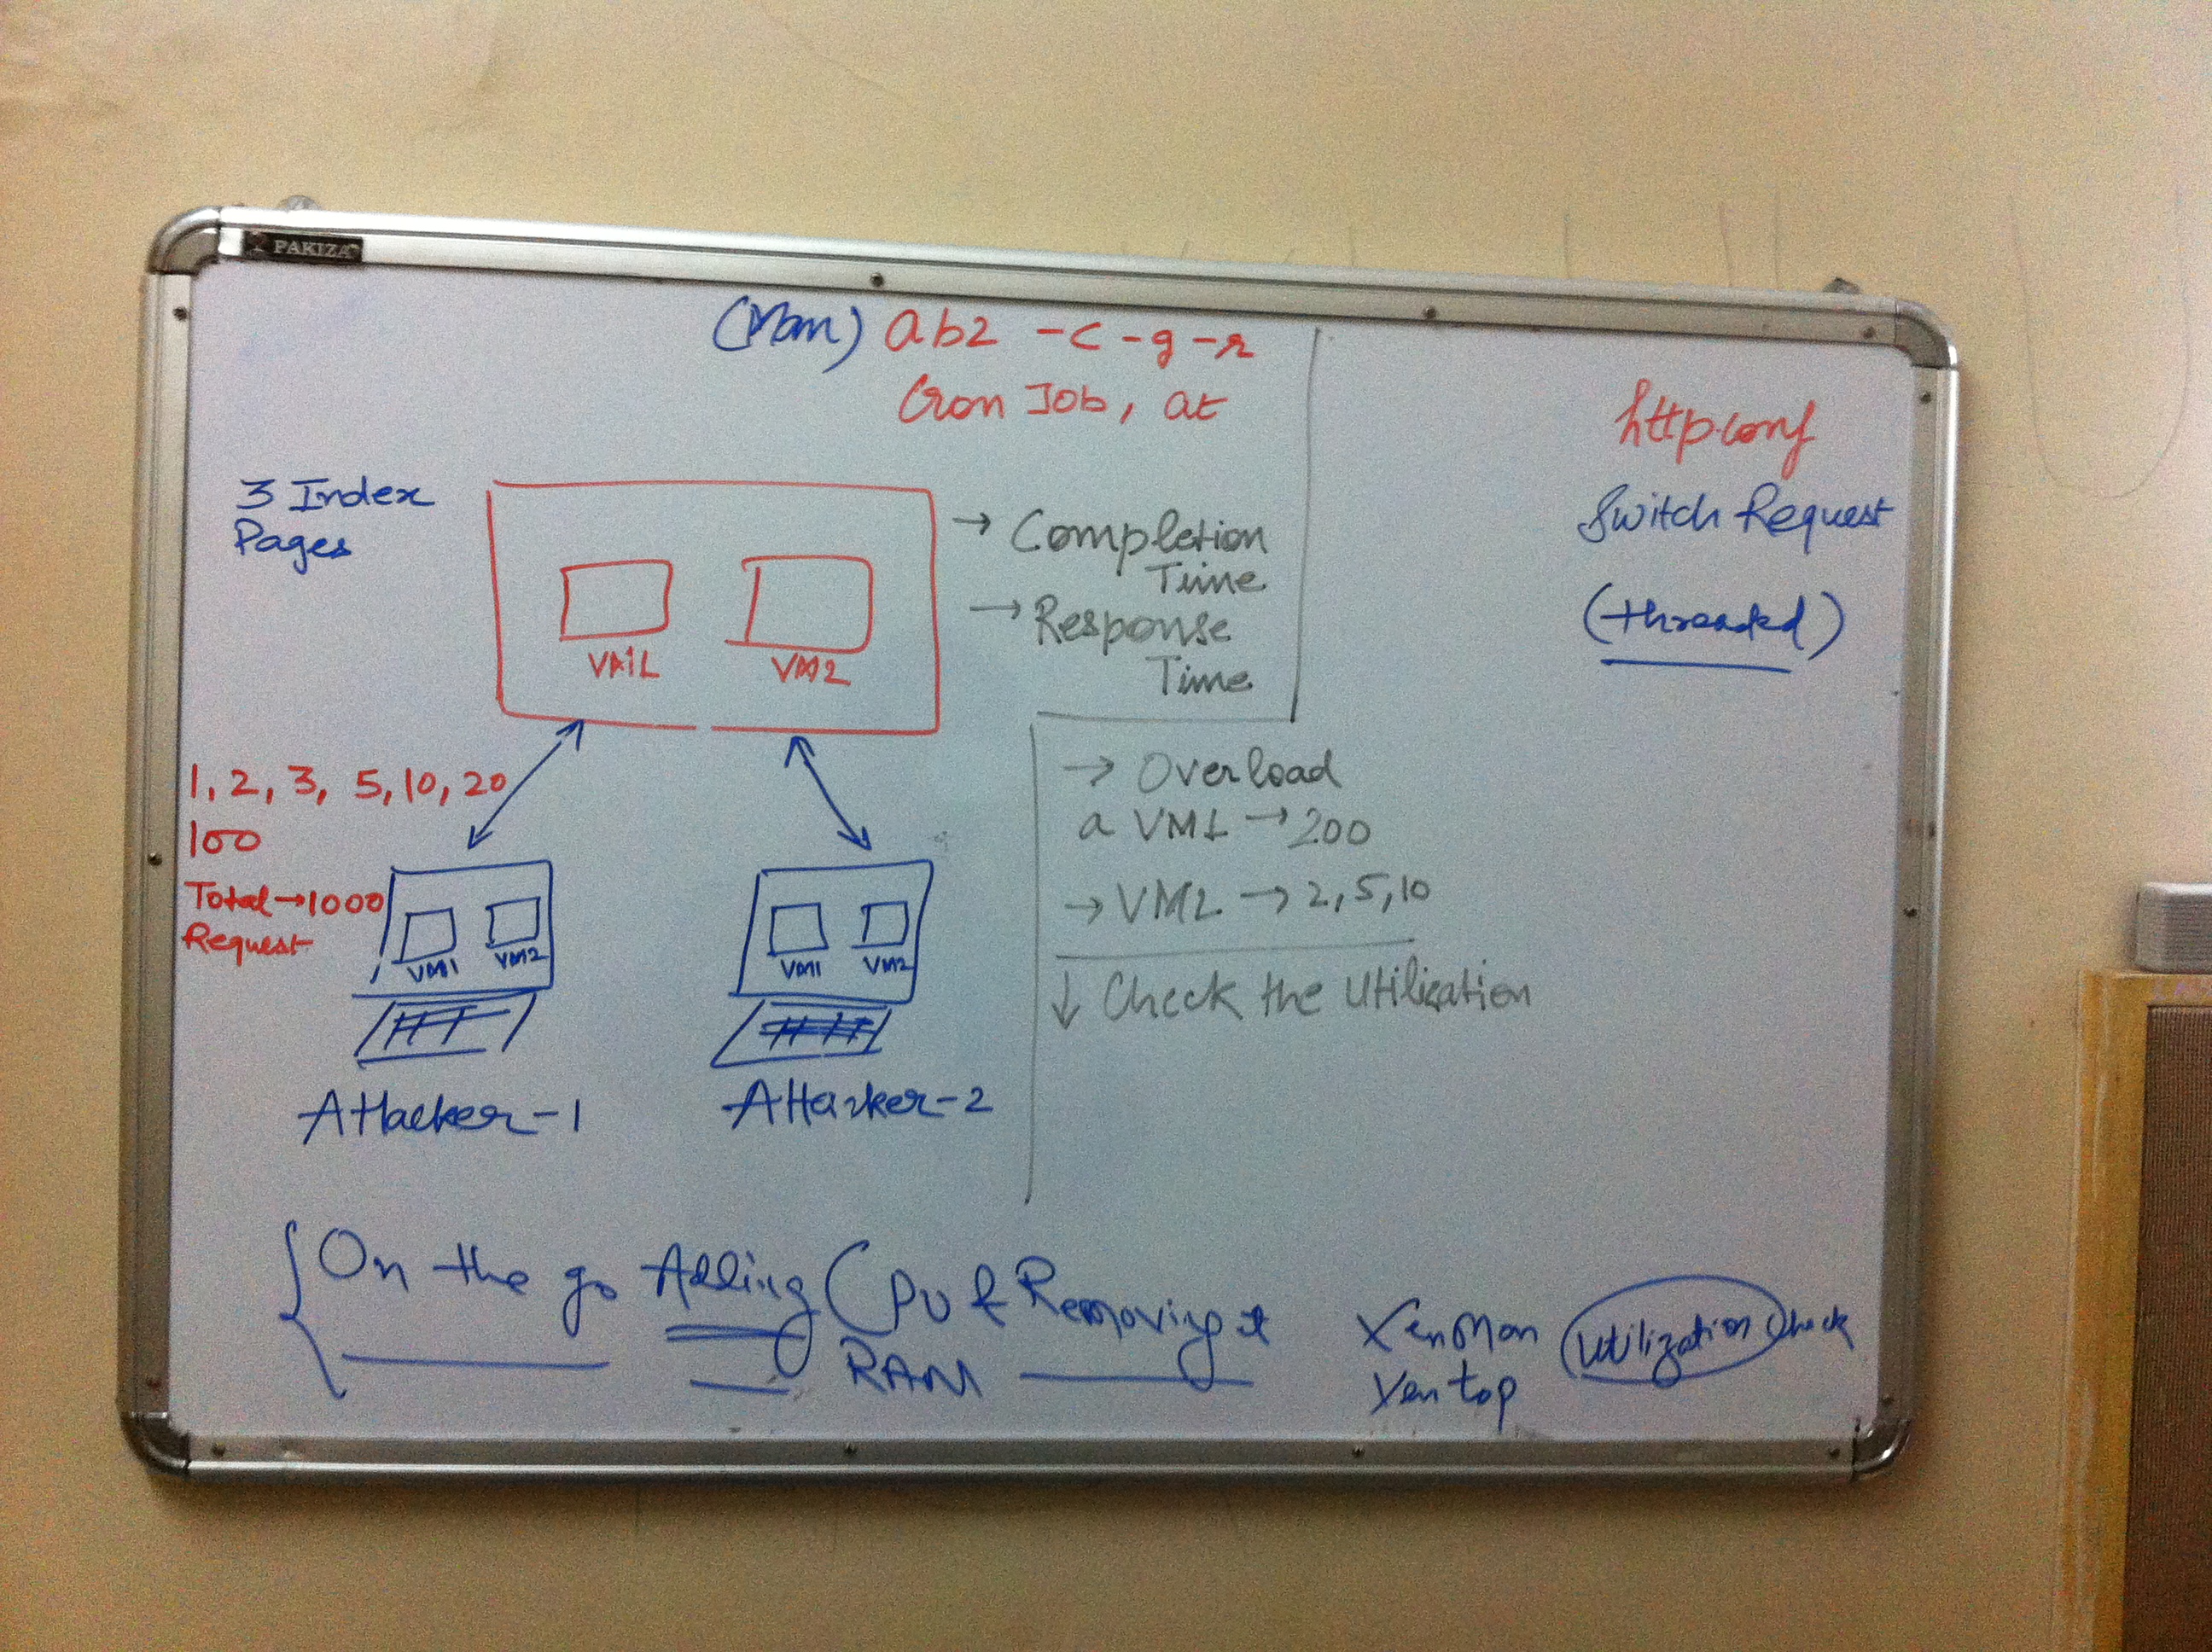 PAKIZA
(Man) ab2 -c -g -r
Cron Job, at
httpconf
Switch Request
(threaded)
3 Index
Pages
VM1
VM2
→ Completion
Time
→ Response
Time
1, 2, 3, 5, 10, 20
100
Total → 1000
Request
VM1 VM2
VM1 VM2
Attacker-1
Attacker-2
→ Overload
a VM1 → 200
→ VM2 → 2, 5, 10
↓ Check the Utilization
On the go Adding CPU & Removing it
RAM
XenMon
Xentop
Utilization Check